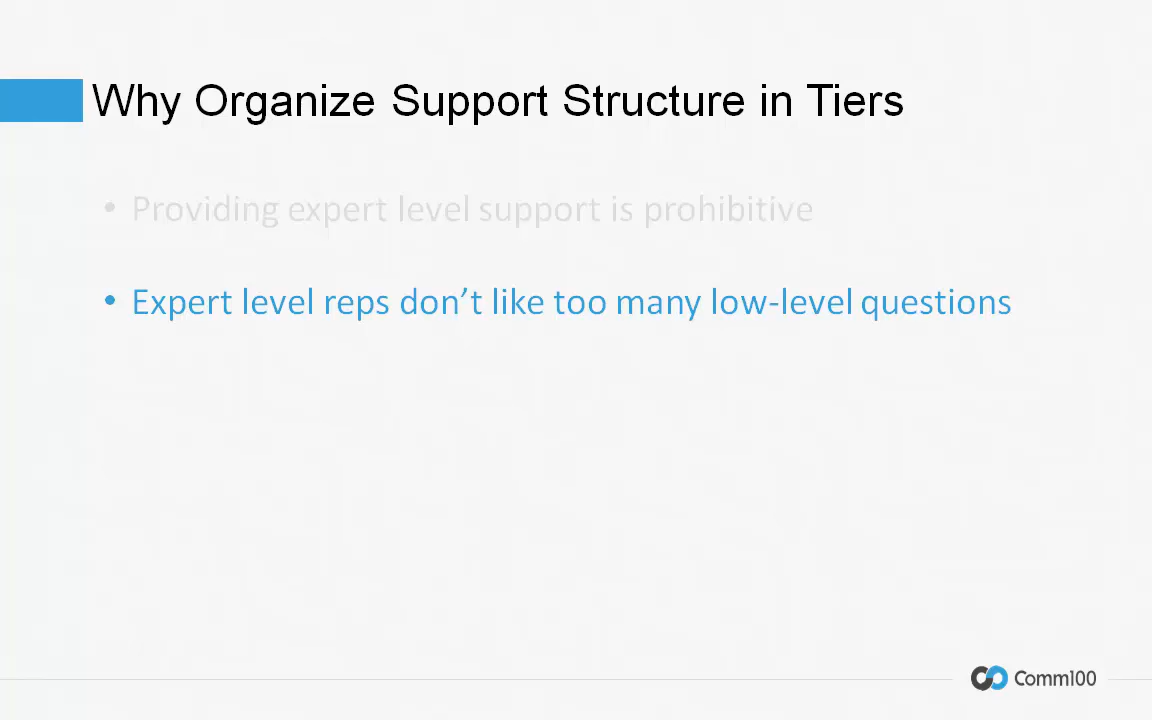 Why Organize Support Structure in Tiers
• Providing expert level support is prohibitive
• Expert level reps don’t like too many low-level questions
Comm100